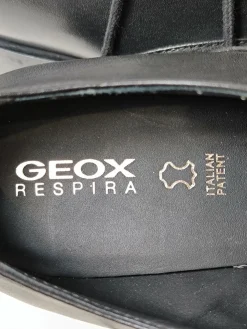 GEOX
RESPIRA
ITALIAN
PATENT